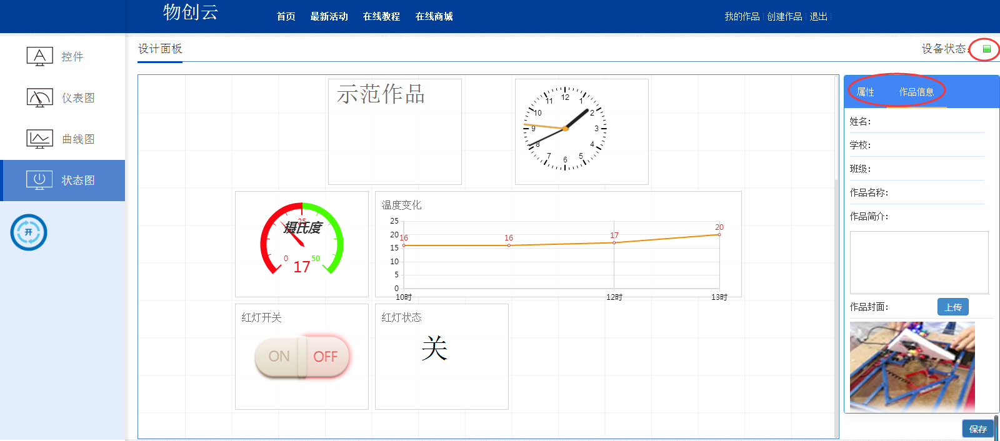 物创云
首页 最新活动 在线教程 在线商城
我的作品 创建作品 退出
控件
仪表图
曲线图
状态图
开
设计面板
设备状态:
示范作品
12
1
2
3
4
5
6
7
8
9
10
11
25
摄氏度
0
50
17
温度变化
25
20
15
10
5
0
16
16
17
20
10时
12时
13时
红灯开关
ON OFF
红灯状态
关
属性 作品信息
姓名:
学校:
班级:
作品名称:
作品简介:
作品封面:
上传
保存